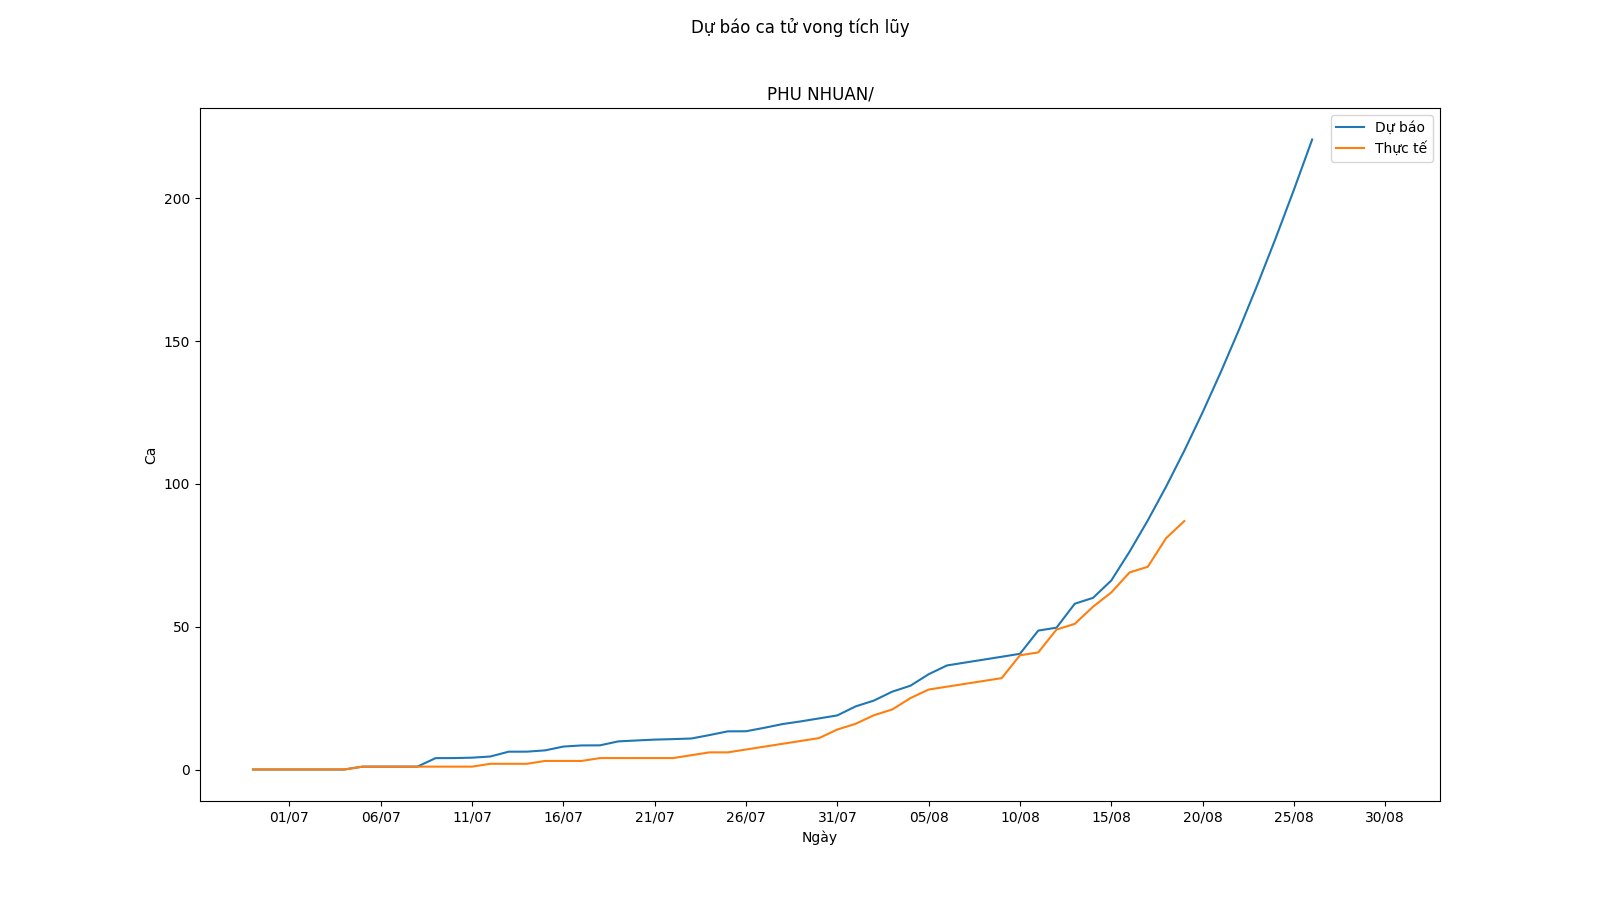 Dự báo ca tử vong tích lũy
PHU NHUAN/
Dự báo
Thực tế
200
150
100
50
0
Ca
01/07 06/07 11/07 16/07 21/07 26/07 31/07 05/08 10/08 15/08 20/08 25/08 30/08
Ngày